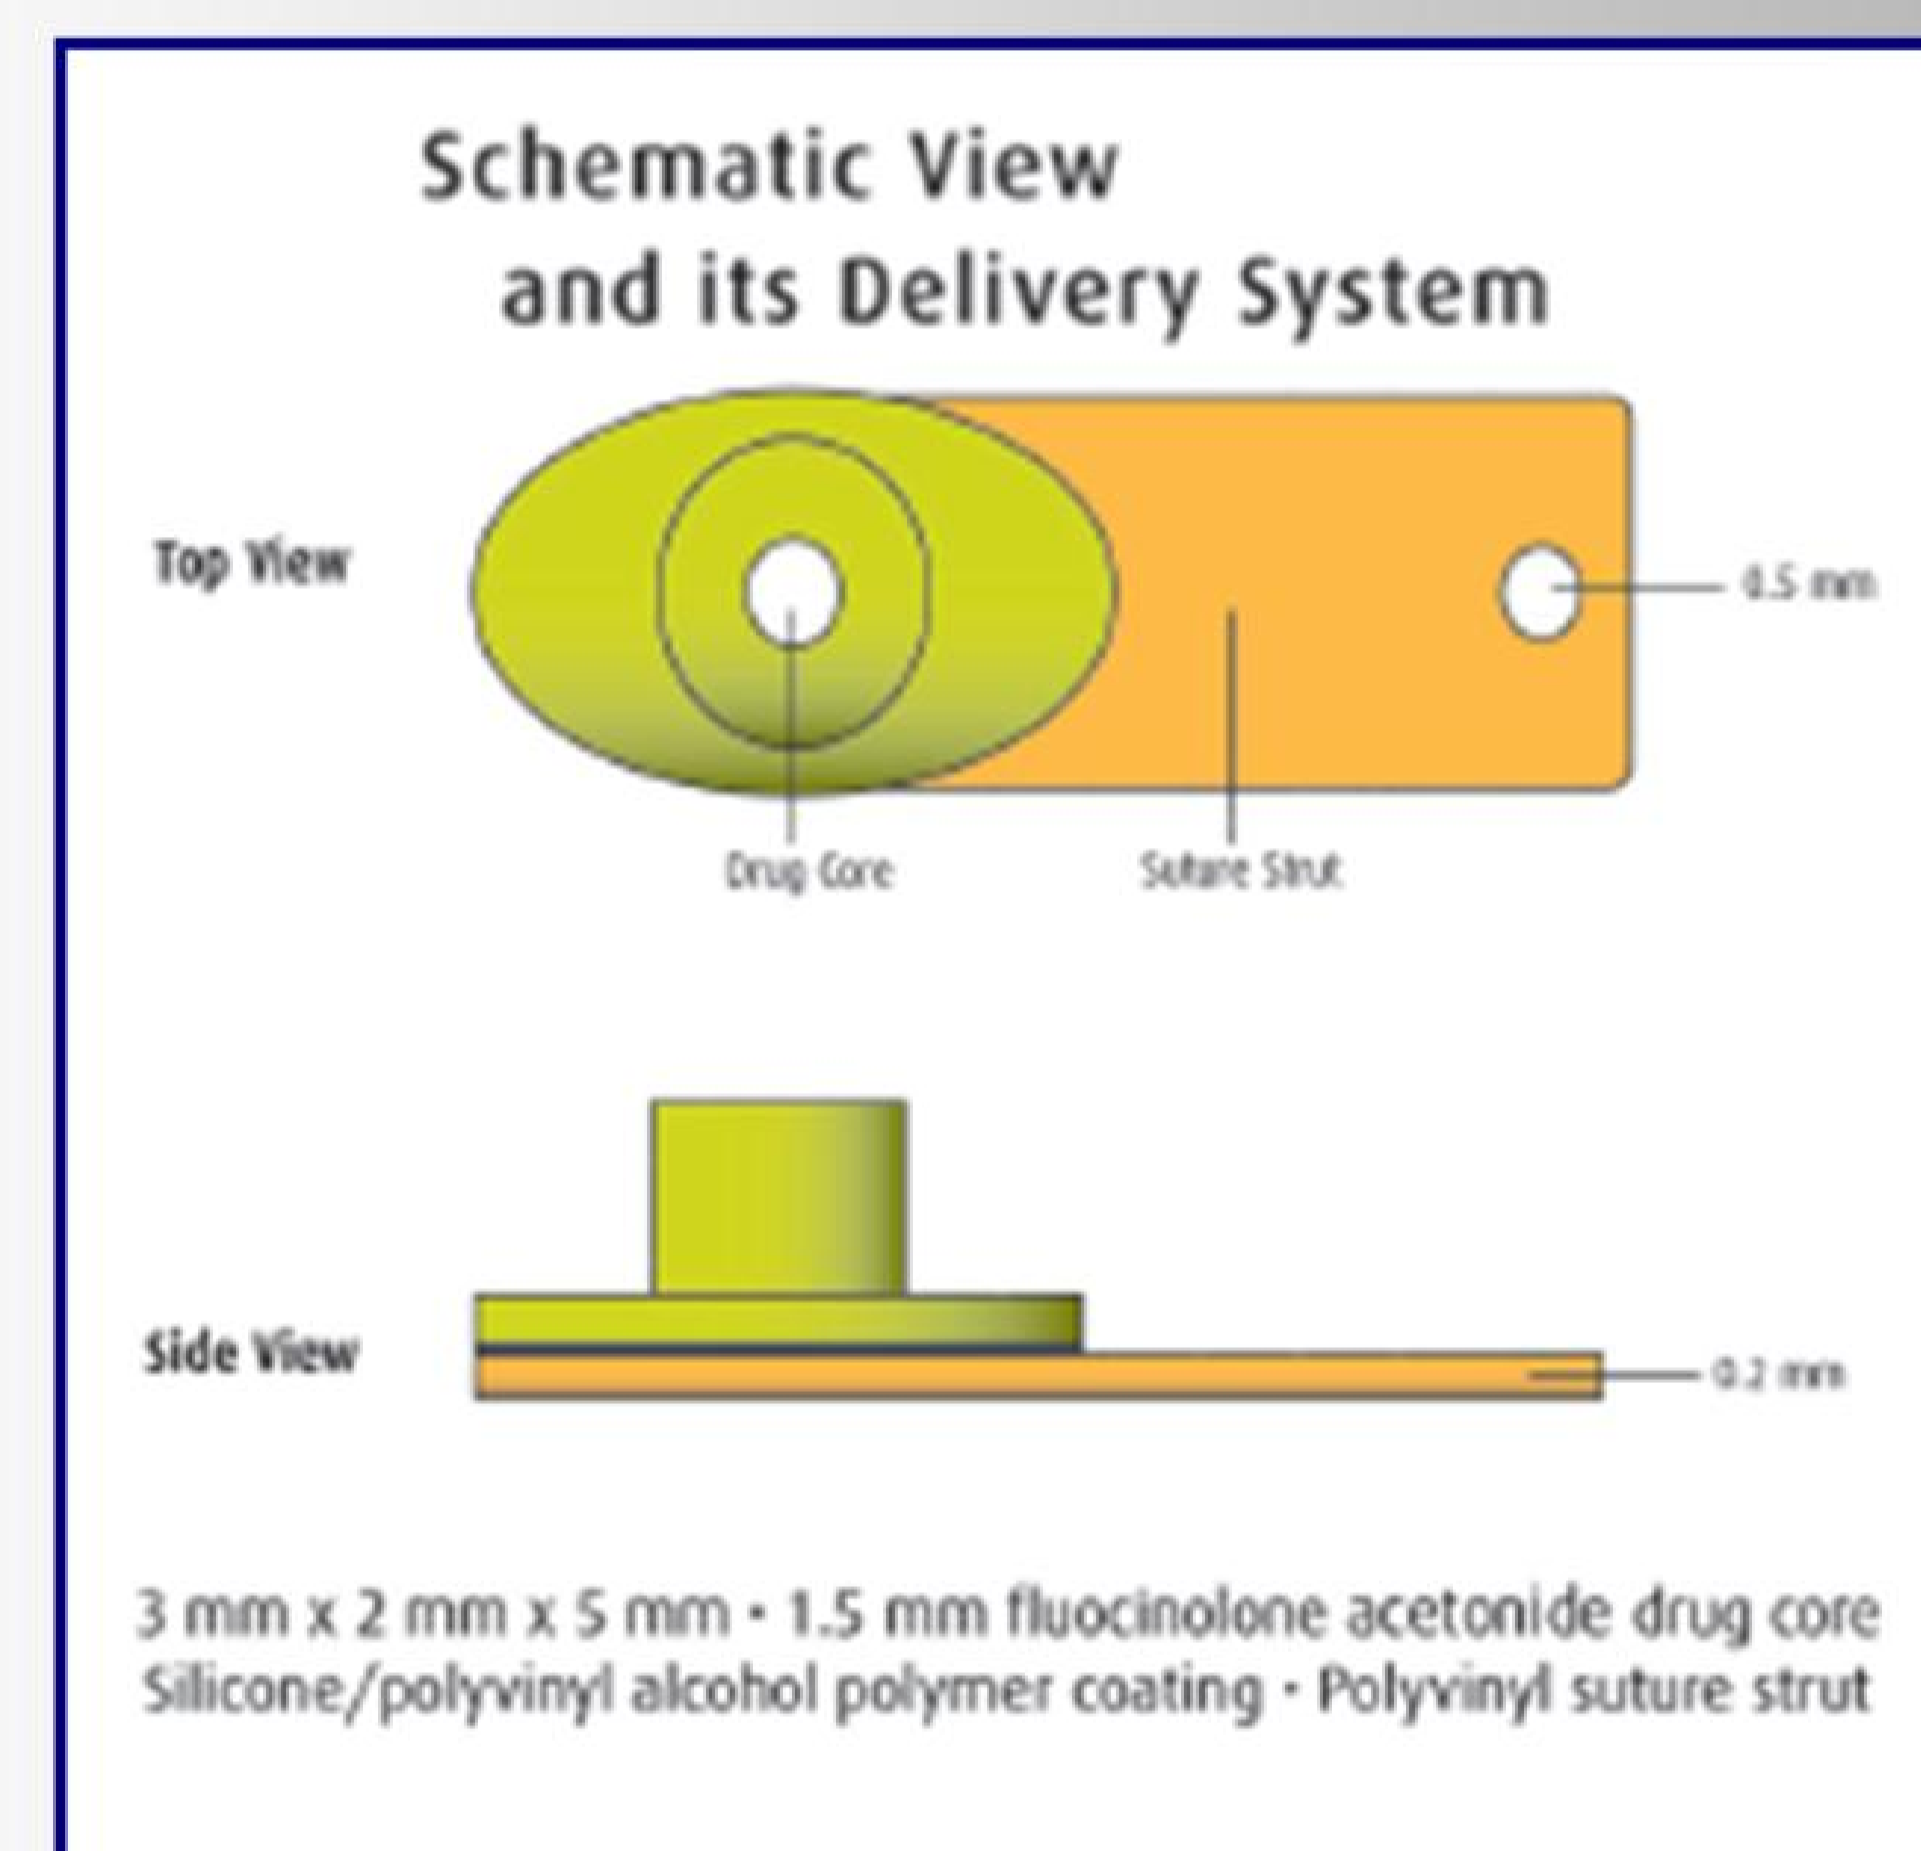 Schematic View
and its Delivery System
Top View
0.5 mm
Drug Core
Suture Strut
Side View
0.2 mm
3 mm x 2 mm x 5 mm • 1.5 mm fluocinolone acetonide drug core
Silicone/polyvinyl alcohol polymer coating • Polyvinyl suture strut